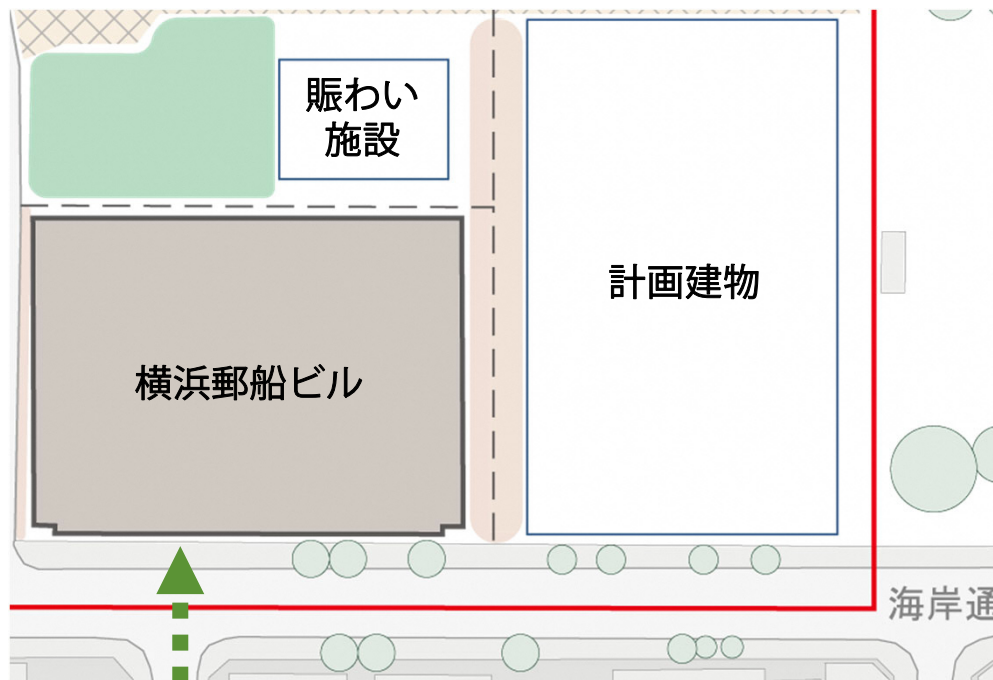 賑わい
施設
計画建物
横浜郵船ビル
海岸通